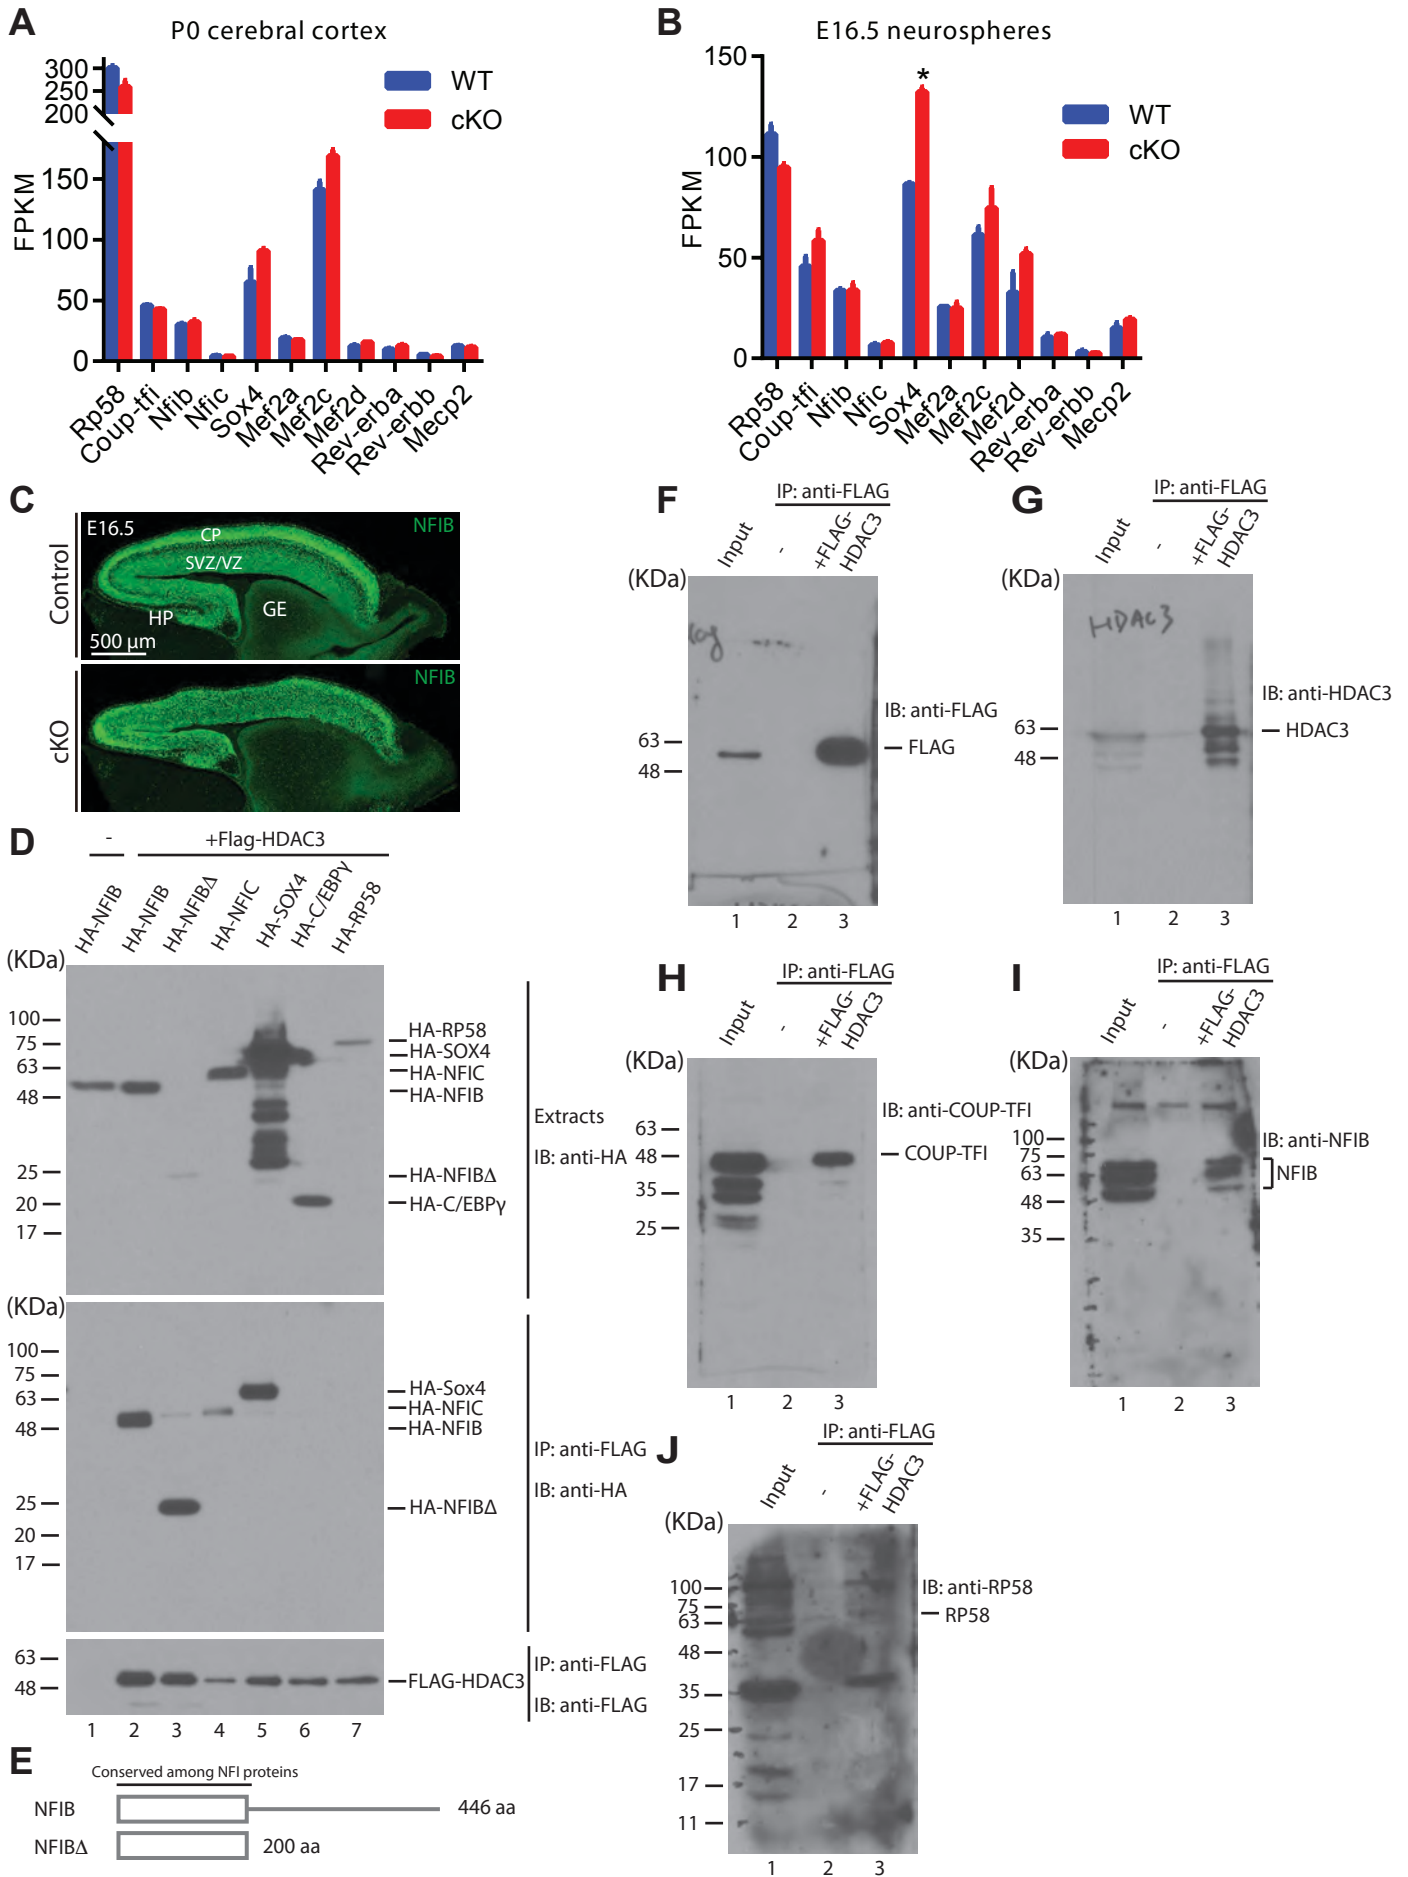 A
P0 cerebral cortex
300
250
200
150
100
50
0
FPKM
WT
cKO
Rp58
Coup-tfi
Nfib
Nfic
Sox4
Mef2a
Mef2c
Mef2d
Rev-erba
Rev-erbb
Mecp2
B
E16.5 neurospheres
150
100
50
0
FPKM
*
WT
cKO
Rp58
Coup-tfi
Nfib
Nfic
Sox4
Mef2a
Mef2c
Mef2d
Rev-erba
Rev-erbb
Mecp2
C
Control
E16.5
NFIB
CP
SVZ/VZ
HP
GE
500 µm
cKO
NFIB
D
-
+Flag-HDAC3
HA-NFIB
HA-NFIB
HA-NFIBΔ
HA-NFIC
HA-SOX4
HA-C/EBPγ
HA-RP58
(KDa)
100
75
63
48
25
20
17
HA-RP58
HA-SOX4
HA-NFIC
HA-NFIB
HA-NFIBΔ
HA-C/EBPγ
Extracts
IB: anti-HA
(KDa)
100
75
63
48
25
20
17
HA-Sox4
HA-NFIC
HA-NFIB
HA-NFIBΔ
IP: anti-FLAG
IB: anti-HA
63
48
FLAG-HDAC3
IP: anti-FLAG
IB: anti-FLAG
1 2 3 4 5 6 7
E
Conserved among NFI proteins
NFIB
446 aa
NFIBΔ
200 aa
F
IP: anti-FLAG
Input
-
+FLAG-
HDAC3
(KDa)
63
48
IB: anti-FLAG
FLAG
1 2 3
G
IP: anti-FLAG
Input
-
+FLAG-
HDAC3
(KDa)
HDAC3
63
48
IB: anti-HDAC3
HDAC3
1 2 3
H
IP: anti-FLAG
Input
-
+FLAG-
HDAC3
(KDa)
63
48
35
25
IB: anti-COUP-TFI
COUP-TFI
1 2 3
I
IP: anti-FLAG
Input
-
+FLAG-
HDAC3
(KDa)
100
75
63
48
35
IB: anti-NFIB
NFIB
1 2 3
J
IP: anti-FLAG
Input
-
+FLAG-
HDAC3
(KDa)
100
75
63
48
35
25
17
11
IB: anti-RP58
RP58
1 2 3